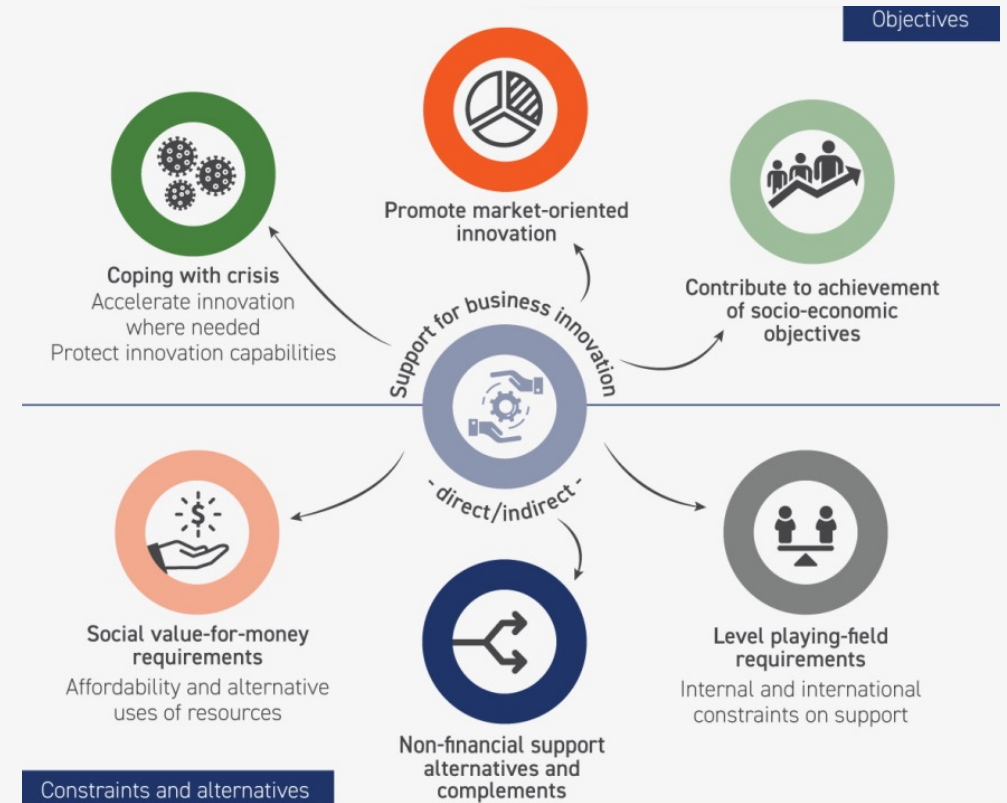 Objectives
Promote market-oriented
innovation
Coping with crisis
Accelerate innovation
where needed
Protect innovation capabilities
Contribute to achievement
of socio-economic
objectives
Support for business innovation
- direct/indirect -
$
Social value-for-money
requirements
Affordability and alternative
uses of resources
Level playing-field
requirements
Internal and international
constraints on support
Non-financial support
alternatives and
complements
Constraints and alternatives